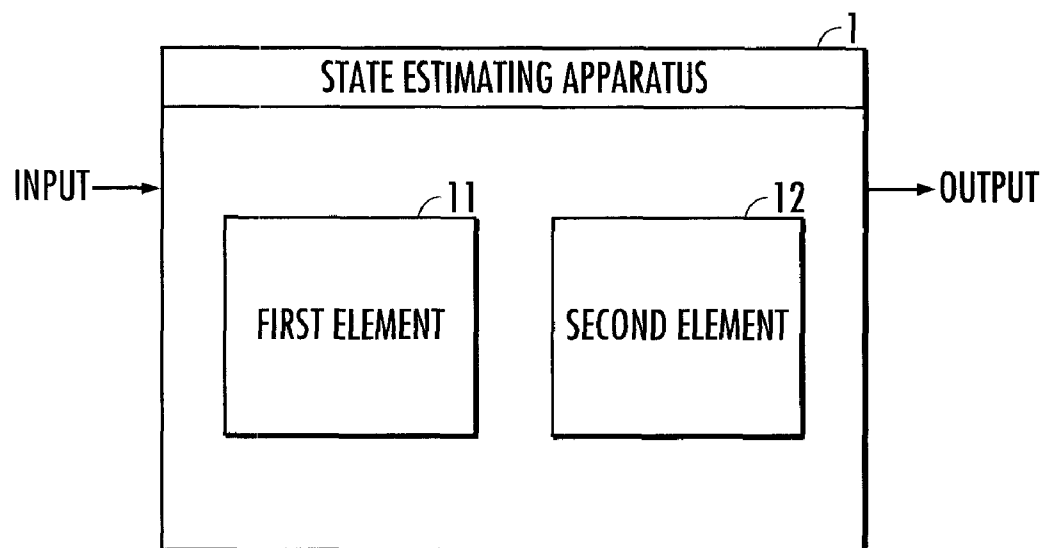 1
STATE ESTIMATING APPARATUS
INPUT
OUTPUT
11
12
FIRST ELEMENT
SECOND ELEMENT